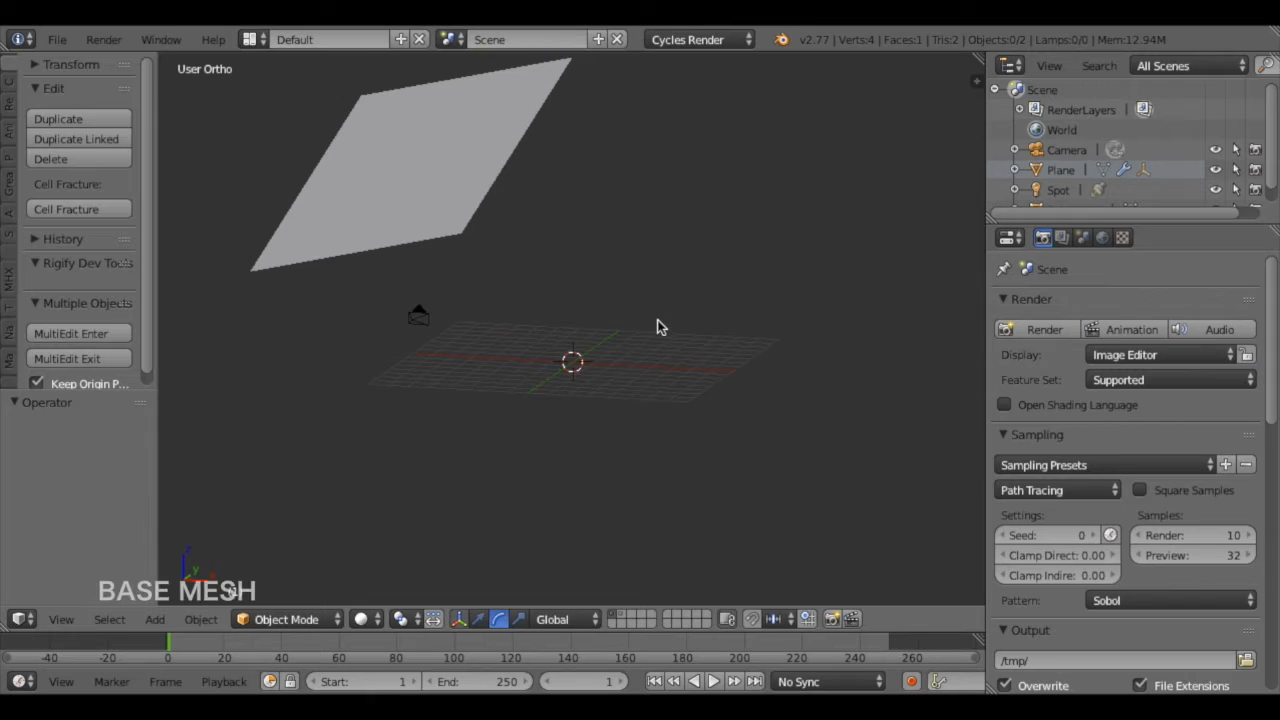 File Render Window Help Default Scene Cycles Render v2.77 | Verts:4 | Faces:1 | Tris:2 | Objects:0/2 | Lamps:0/0 | Mem:12.94M
Transform
Edit
Duplicate
Duplicate Linked
Delete
Cell Fracture:
Cell Fracture
History
Rigify Dev Tools
Multiple Objects
MultiEdit Enter
MultiEdit Exit
Keep Origin P...
Operator
C
Re
Ani
P
Grea
A
S
MHX
T
Na
Ma
User Ortho
z
y
BASE MESH
(1)
View Select Add Object Object Mode Global
-40 -20 0 20 40 60 80 100 120 140 160 180 200 220 240 260
View Marker Frame Playback Start: 1 End: 250 1 No Sync
View Search All Scenes
Scene
RenderLayers |
World
Camera |
Plane |
Spot |
Scene
Render
Render Animation Audio
Display: Image Editor
Feature Set: Supported
Open Shading Language
Sampling
Sampling Presets
Path Tracing Square Samples
Settings: Samples:
Seed: 0 Render: 10
Clamp Direct: 0.00 Preview: 32
Clamp Indire: 0.00
Pattern: Sobol
Output
/tmp/
Overwrite File Extensions